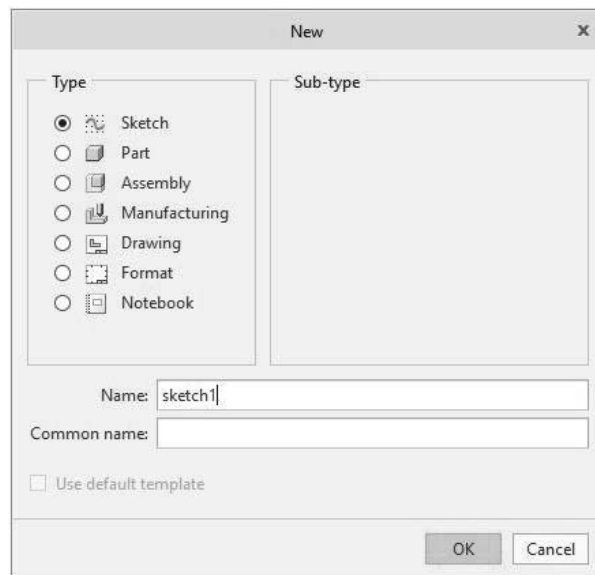 New
Type
Sub-type
Sketch
Part
Assembly
Manufacturing
Drawing
Format
Notebook
Name: sketch1
Common name:
Use default template
OK Cancel